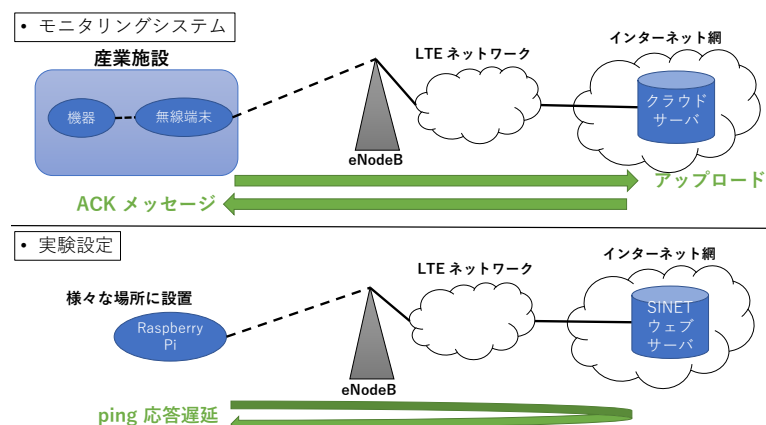 • モニタリングシステム
産業施設
LTE ネットワーク
インターネット網
機器
無線端末
クラウド
サーバ
eNodeB
アップロード
ACK メッセージ
• 実験設定
インターネット網
LTE ネットワーク
様々な場所に設置
Raspberry
Pi
SINET
ウェブ
サーバ
eNodeB
ping 応答遅延